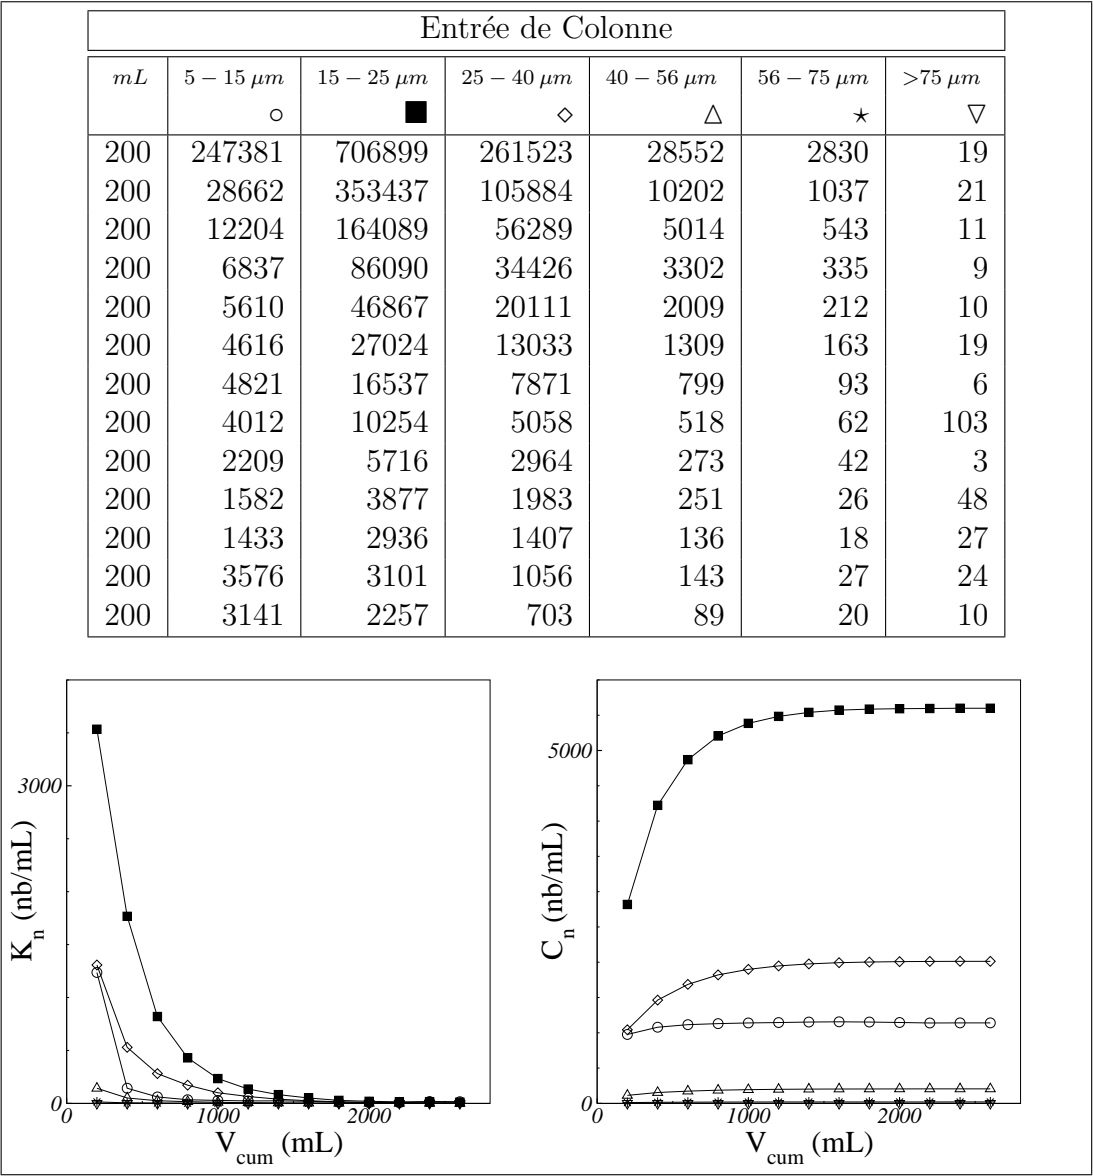 Entrée de Colonne
mL 5 – 15 μm 15 – 25 μm 25 – 40 μm 40 – 56 μm 56 – 75 μm >75 μm
○ ■ ◇ △ ⋆ ▽
200 247381 706899 261523 28552 2830 19
200 28662 353437 105884 10202 1037 21
200 12204 164089 56289 5014 543 11
200 6837 86090 34426 3302 335 9
200 5610 46867 20111 2009 212 10
200 4616 27024 13033 1309 163 19
200 4821 16537 7871 799 93 6
200 4012 10254 5058 518 62 103
200 2209 5716 2964 273 42 3
200 1582 3877 1983 251 26 48
200 1433 2936 1407 136 18 27
200 3576 3101 1056 143 27 24
200 3141 2257 703 89 20 10
K_n (nb/mL)
3000
0 1000 2000
V_cum (mL)
C_n (nb/mL)
5000
0
0 1000 2000
V_cum (mL)